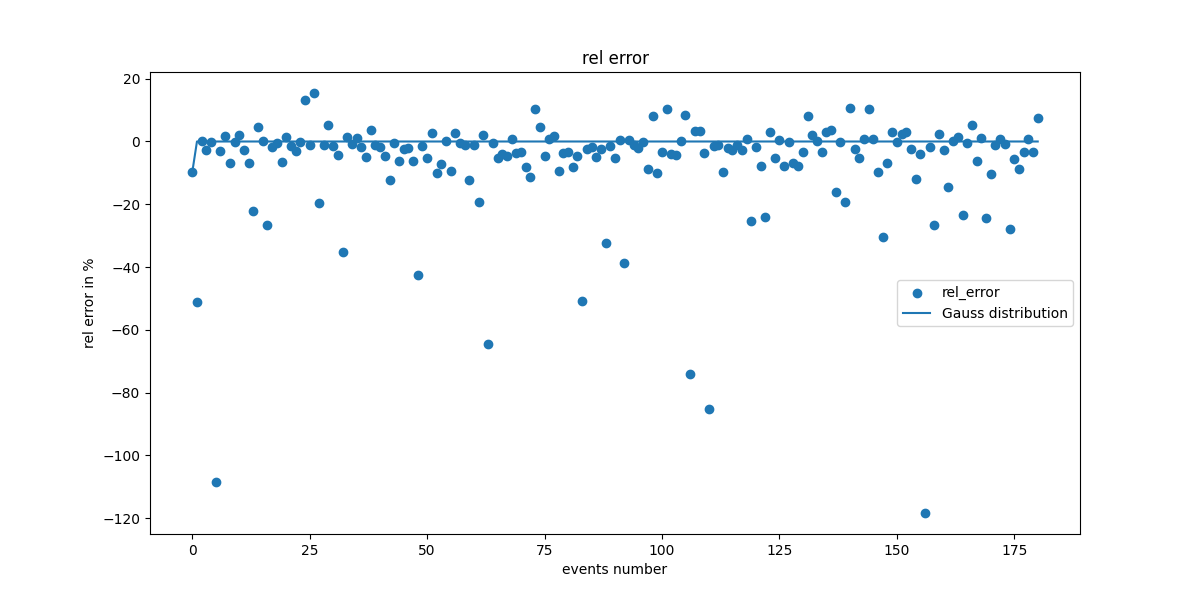 rel error
20
0
−20
−40
−60
−80
−100
−120
rel error in %
rel_error
Gauss distribution
0 25 50 75 100 125 150 175
events number